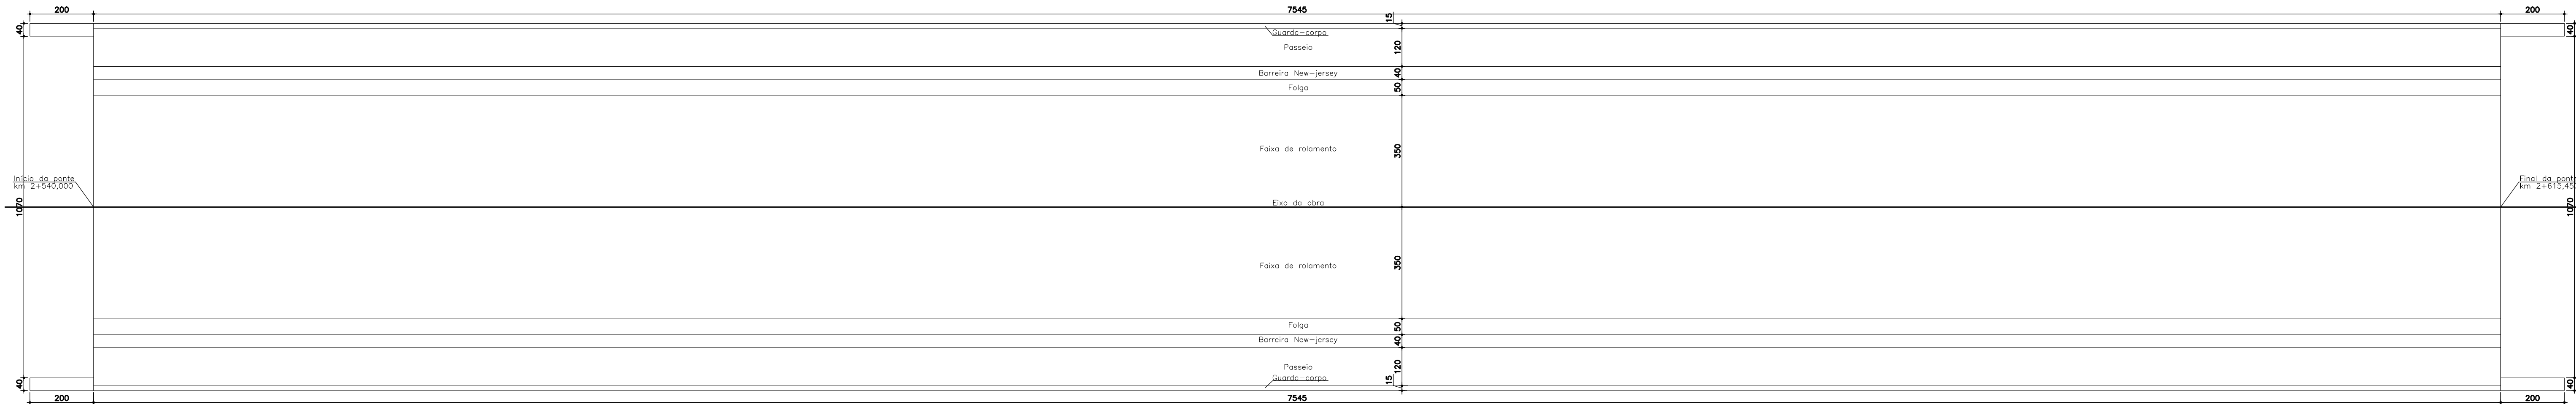 200
7545
200
40
15
40
Guarda-corpo
Passeio
120
Barreira New-jersey
40
Folga
50
Faixa de rolamento
350
Início da ponte
km 2+540,000
Final da ponte
km 2+615,450
1070
Eixo da obra
1070
Faixa de rolamento
350
Folga
50
Barreira New-jersey
40
Passeio
120
Guarda-corpo
15
40
40
200
7545
200